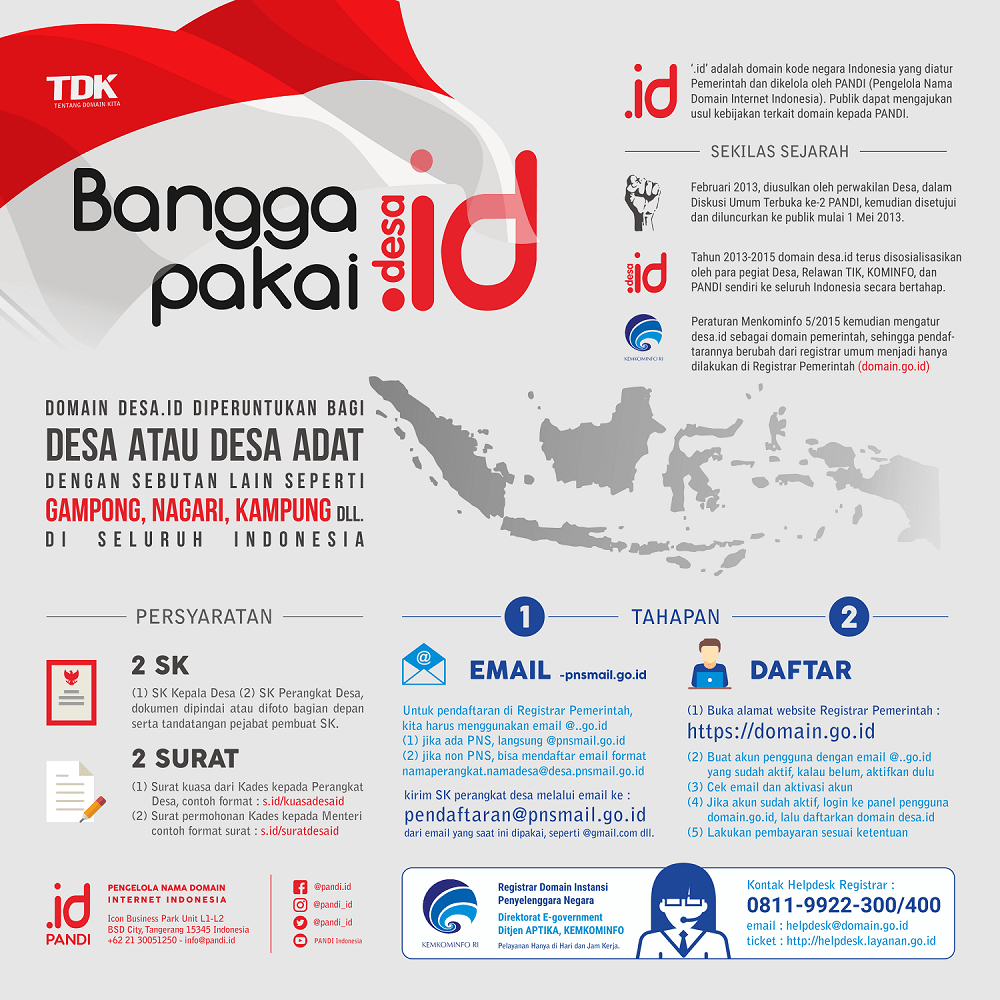 TDK
TENTANG DOMAIN KITA
Bangga
pakai
.desa
.id
.id
'.id' adalah domain kode negara Indonesia yang diatur
Pemerintah dan dikelola oleh PANDI (Pengelola Nama
Domain Internet Indonesia). Publik dapat mengajukan
usul kebijakan terkait domain kepada PANDI.
SEKILAS SEJARAH
Februari 2013, diusulkan oleh perwakilan Desa, dalam
Diskusi Umum Terbuka ke-2 PANDI, kemudian disetujui
dan diluncurkan ke publik mulai 1 Mei 2013.
.desa
.id
Tahun 2013-2015 domain desa.id terus disosialisasikan
oleh para pegiat Desa, Relawan TIK, KOMINFO, dan
PANDI sendiri ke seluruh Indonesia secara bertahap.
KEMKOMINFO RI
Peraturan Menkominfo 5/2015 kemudian mengatur
desa.id sebagai domain pemerintah, sehingga pendaf-
tarannya berubah dari registrar umum menjadi hanya
dilakukan di Registrar Pemerintah (domain.go.id)
DOMAIN DESA.ID DIPERUNTUKAN BAGI
DESA ATAU DESA ADAT
DENGAN SEBUTAN LAIN SEPERTI
GAMPONG, NAGARI, KAMPUNG DLL.
DI SELURUH INDONESIA
PERSYARATAN
2 SK
(1) SK Kepala Desa (2) SK Perangkat Desa,
dokumen dipindai atau difoto bagian depan
serta tandatangan pejabat pembuat SK.
2 SURAT
(1) Surat kuasa dari Kades kepada Perangkat
Desa, contoh format : s.id/kuasadesaid
(2) Surat permohonan Kades kepada Menteri
contoh format surat : s.id/suratdesaid
1
TAHAPAN
2
@
EMAIL -pnsmail.go.id
Untuk pendaftaran di Registrar Pemerintah,
kita harus menggunakan email @..go.id
(1) jika ada PNS, langsung @pnsmail.go.id
(2) jika non PNS, bisa mendaftar email format
namaperangkat.namadesa@desa.pnsmail.go.id
kirim SK perangkat desa melalui email ke :
pendaftaran@pnsmail.go.id
dari email yang saat ini dipakai, seperti @gmail.com dll.
DAFTAR
(1) Buka alamat website Registrar Pemerintah :
https://domain.go.id
(2) Buat akun pengguna dengan email @..go.id
yang sudah aktif, kalau belum, aktifkan dulu
(3) Cek email dan aktivasi akun
(4) Jika akun sudah aktif, login ke panel pengguna
domain.go.id, lalu daftarkan domain desa.id
(5) Lakukan pembayaran sesuai ketentuan
.id
PANDI
PENGELOLA NAMA DOMAIN
INTERNET INDONESIA
Icon Business Park Unit L1-L2
BSD City, Tangerang 15345 Indonesia
+62 21 30051250 - info@pandi.id
@pandi.id
@pandi_id
@pandi_id
PANDI Indonesia
KEMKOMINFO RI
Registrar Domain Instansi
Penyelenggara Negara
Direktorat E-government
Ditjen APTIKA, KEMKOMINFO
Pelayanan Hanya di Hari dan Jam Kerja.
Kontak Helpdesk Registrar :
0811-9922-300/400
email : helpdesk@domain.go.id
ticket : http://helpdesk.layanan.go.id